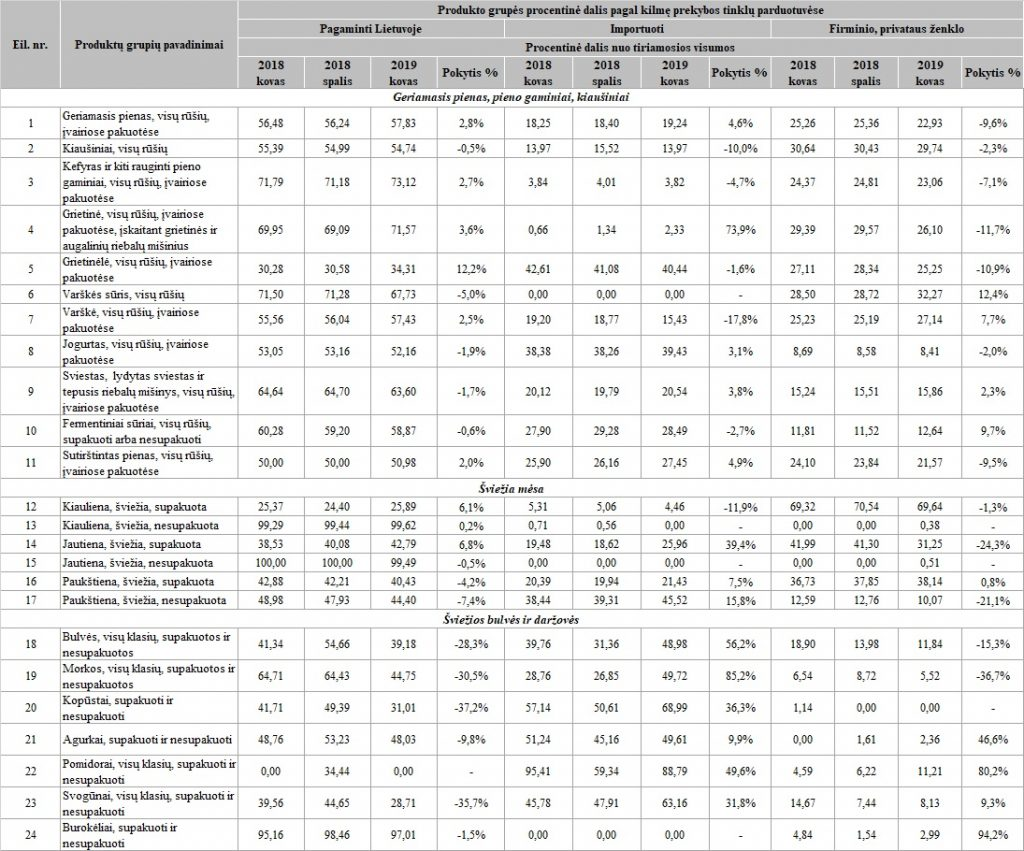 Eil. nr.
Produktų grupių pavadinimai
Produkto grupės procentinė dalis pagal kilmę prekybos tinklų parduotuvėse
Pagaminti Lietuvoje Importuoti Firminio, privataus ženklo
Procentinė dalis nuo tiriamosios visumos
2018 kovas 2018 spalis 2019 kovas Pokytis % 2018 kovas 2018 spalis 2019 kovas Pokytis % 2018 kovas 2018 spalis 2019 kovas Pokytis %
Geriamasis pienas, pieno gaminiai, kiaušiniai
1 Geriamasis pienas, visų rūšių, įvairiose pakuotėse 56,48 56,24 57,83 2,8% 18,25 18,40 19,24 4,6% 25,26 25,36 22,93 -9,6%
2 Kiaušiniai, visų rūšių 55,39 54,99 54,74 -0,5% 13,97 15,52 13,97 -10,0% 30,64 30,43 29,74 -2,3%
3 Kefyras ir kiti rauginti pieno gaminiai, visų rūšių, įvairiose pakuotėse 71,79 71,18 73,12 2,7% 3,84 4,01 3,82 -4,7% 24,37 24,81 23,06 -7,1%
4 Grietinė, visų rūšių, įvairiose pakuotėse, įskaitant grietinės ir augalinių riebalų mišinius 69,95 69,09 71,57 3,6% 0,66 1,34 2,33 73,9% 29,39 29,57 26,10 -11,7%
5 Grietinėlė, visų rūšių, įvairiose pakuotėse 30,28 30,58 34,31 12,2% 42,61 41,08 40,44 -1,6% 27,11 28,34 25,25 -10,9%
6 Varškės sūris, visų rūšių 71,50 71,28 67,73 -5,0% 0,00 0,00 0,00 - 28,50 28,72 32,27 12,4%
7 Varškė, visų rūšių, įvairiose pakuotėse 55,56 56,04 57,43 2,5% 19,20 18,77 15,43 -17,8% 25,23 25,19 27,14 7,7%
8 Jogurtas, visų rūšių, įvairiose pakuotėse 53,05 53,16 52,16 -1,9% 38,38 38,26 39,43 3,1% 8,69 8,58 8,41 -2,0%
9 Sviestas, lydytas sviestas ir tepusis riebalų mišinys, visų rūšių, įvairiose pakuotėse 64,64 64,70 63,60 -1,7% 20,12 19,79 20,54 3,8% 15,24 15,51 15,86 2,3%
10 Fermentiniai sūriai, visų rūšių, supakuoti arba nesupakuoti 60,28 59,20 58,87 -0,6% 27,90 29,28 28,49 -2,7% 11,81 11,52 12,64 9,7%
11 Sutirštintas pienas, visų rūšių, įvairiose pakuotėse 50,00 50,00 50,98 2,0% 25,90 26,16 27,45 4,9% 24,10 23,84 21,57 -9,5%
Šviežia mėsa
12 Kiauliena, šviežia, supakuota 25,37 24,40 25,89 6,1% 5,31 5,06 4,46 -11,9% 69,32 70,54 69,64 -1,3%
13 Kiauliena, šviežia, nesupakuota 99,29 99,44 99,62 0,2% 0,71 0,56 0,00 - 0,00 0,00 0,38 -
14 Jautiena, šviežia, supakuota 38,53 40,08 42,79 6,8% 19,48 18,62 25,96 39,4% 41,99 41,30 31,25 -24,3%
15 Jautiena, šviežia, nesupakuota 100,00 100,00 99,49 -0,5% 0,00 0,00 0,00 - 0,00 0,00 0,51 -
16 Paukštiena, šviežia, supakuota 42,88 42,21 40,43 -4,2% 20,39 19,94 21,43 7,5% 36,73 37,85 38,14 0,8%
17 Paukštiena, šviežia, nesupakuota 48,98 47,93 44,40 -7,4% 38,44 39,31 45,52 15,8% 12,59 12,76 10,07 -21,1%
Šviežios bulvės ir daržovės
18 Bulvės, visų klasių, supakuotos ir nesupakuotos 41,34 54,66 39,18 -28,3% 39,76 31,36 48,98 56,2% 18,90 13,98 11,84 -15,3%
19 Morkos, visų klasių, supakuotos ir nesupakuotos 64,71 64,43 44,75 -30,5% 28,76 26,85 49,72 85,2% 6,54 8,72 5,52 -36,7%
20 Kopūstai, supakuoti ir nesupakuoti 41,71 49,39 31,01 -37,2% 57,14 50,61 68,99 36,3% 1,14 0,00 0,00 -
21 Agurkai, supakuoti ir nesupakuoti 48,76 53,23 48,03 -9,8% 51,24 45,16 49,61 9,9% 0,00 1,61 2,36 46,6%
22 Pomidorai, visų klasių, supakuoti ir nesupakuoti 0,00 34,44 0,00 - 95,41 59,34 88,79 49,6% 4,59 6,22 11,21 80,2%
23 Svogūnai, visų klasių, supakuoti ir nesupakuoti 39,56 44,65 28,71 -35,7% 45,78 47,91 63,16 31,8% 14,67 7,44 8,13 9,3%
24 Burokėliai, supakuoti ir nesupakuoti 95,16 98,46 97,01 -1,5% 0,00 0,00 0,00 - 4,84 1,54 2,99 94,2%